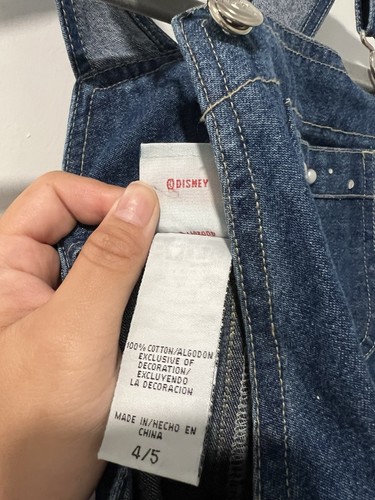 © DISNEY
100% COTTON/ALGODON
EXCLUSIVE OF
DECORATION/
EXCLUYENDO
LA DECORACION
MADE IN/HECHO EN
CHINA
4/5